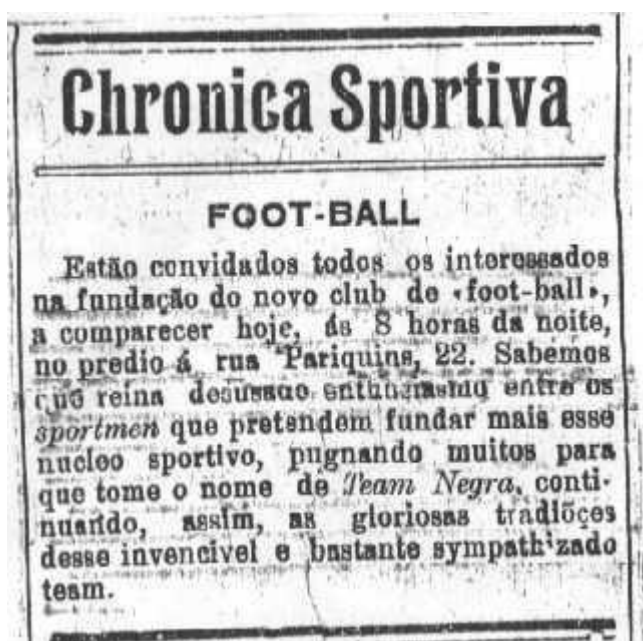 Chronica Sportiva
FOOT-BALL
Estão convidados todos os interessados
na fundação do novo club de «foot-ball»,
a comparecer hoje, ás 8 horas da noite,
no predio á rua Pariquins, 22. Sabemos
que reina desusado enthusiasmo entre os
sportmen que pretendem fundar mais esse
nucleo sportivo, pugnando muitos para
que tome o nome de Team Negra, conti-
nuando, assim, as gloriosas tradiõçes
desse invencivel e bastante sympathizado
team.